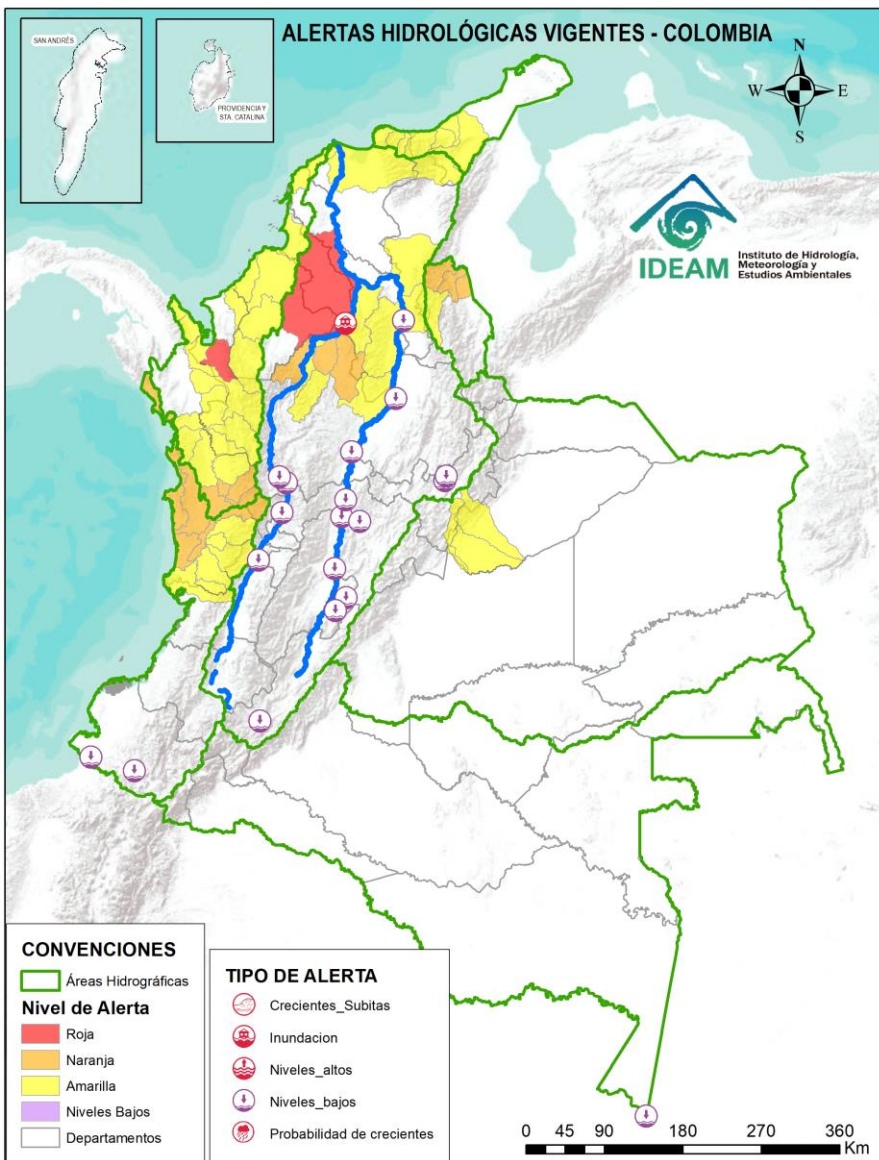 ALERTAS HIDROLÓGICAS VIGENTES - COLOMBIA
SAN ANDRÉS
PROVIDENCIA Y
STA. CATALINA
N
W
E
S
IDEAM
Instituto de Hidrología,
Meteorología y
Estudios Ambientales
CONVENCIONES
Áreas Hidrográficas
Nivel de Alerta
Roja
Naranja
Amarilla
Niveles Bajos
Departamentos
TIPO DE ALERTA
Crecientes_Subitas
Inundacion
Niveles_altos
Niveles_bajos
Probabilidad de crecientes
0 45 90 180 270 360
Km